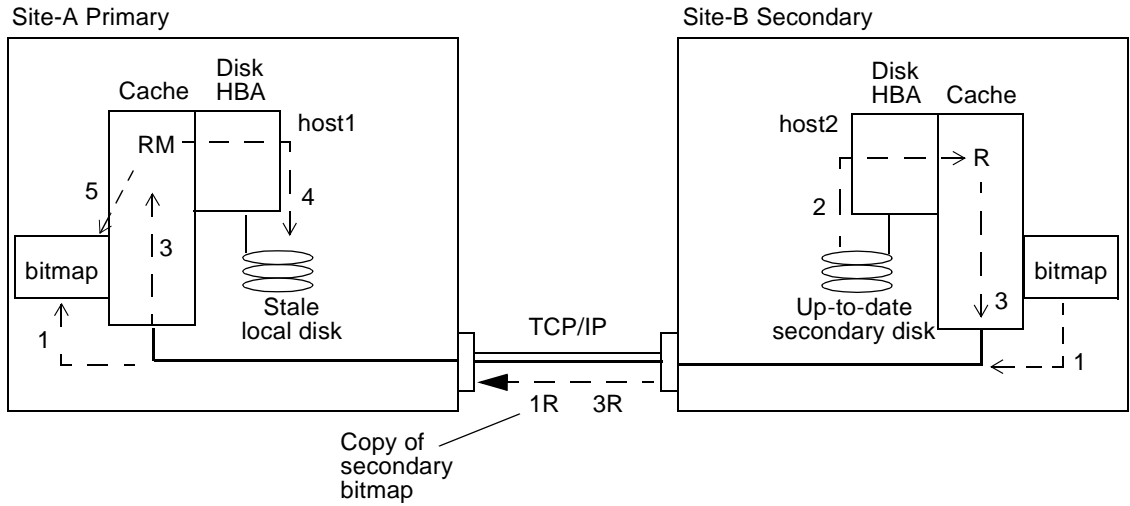 Site-A Primary
Site-B Secondary
Disk
HBA
Cache
host1
RM
5
4
3
bitmap
1
Stale
local disk
Disk
HBA
Cache
host2
R
2
bitmap
3
Up-to-date
secondary disk
1
TCP/IP
1R 3R
Copy of
secondary
bitmap